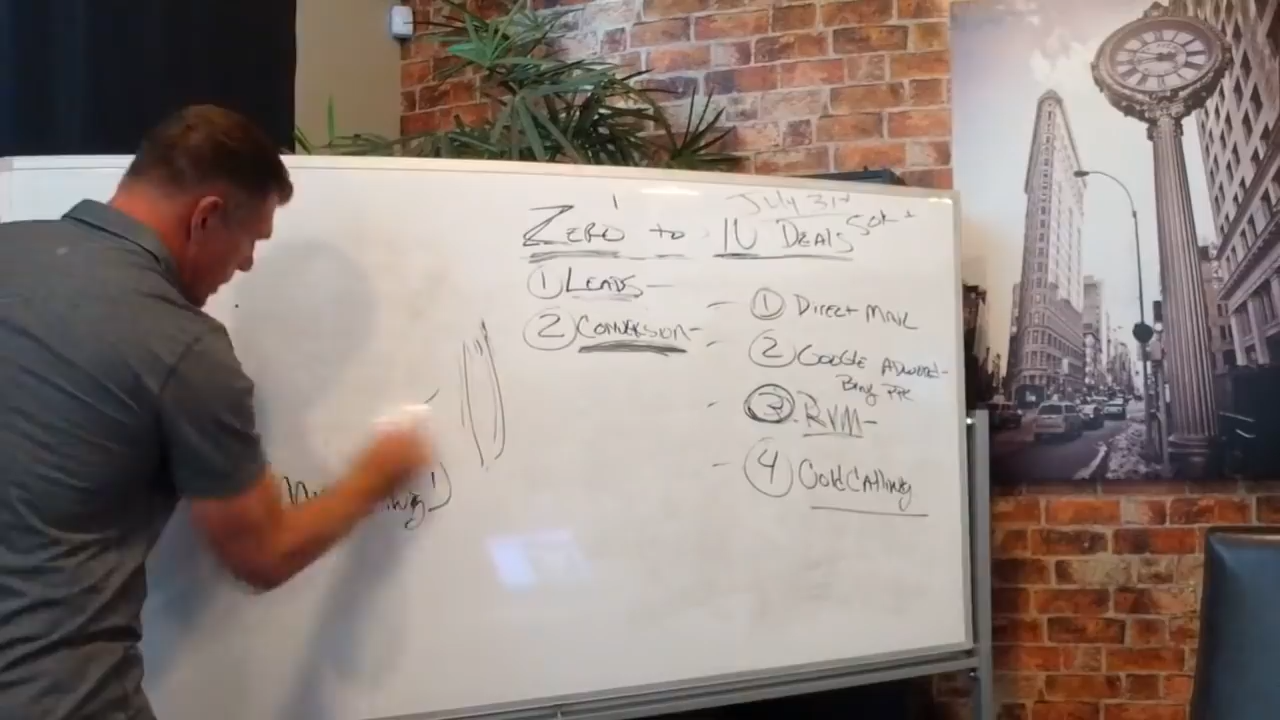 July 31st
Zero to 10 Deals 50k+
1 Leads
2 Conversion
1 Direct Mail
2 Google Adword
Bing PPC
3 RVM
4 Cold Calling